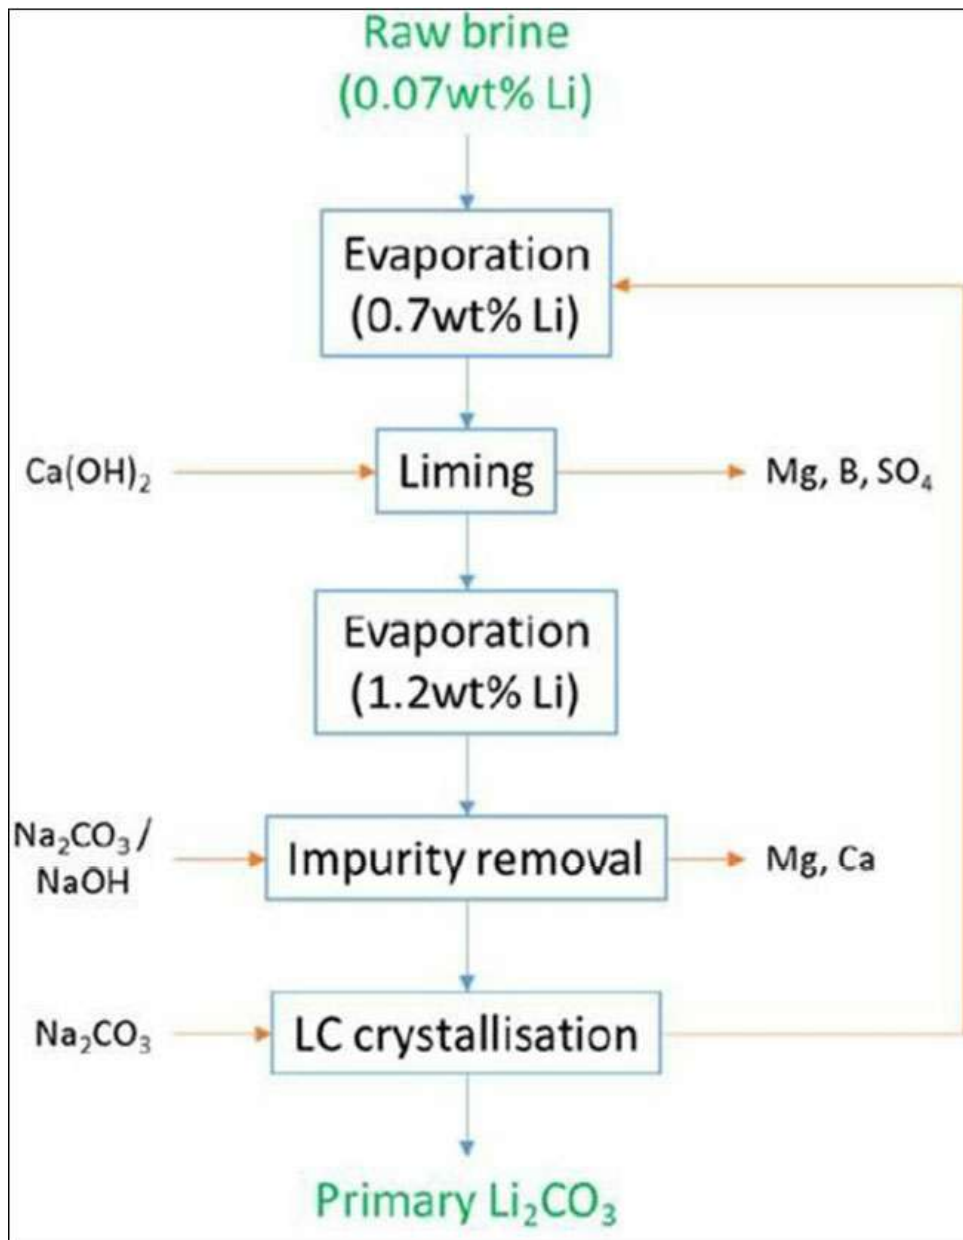 Raw brine
(0.07wt% Li)
Evaporation
(0.7wt% Li)
Ca(OH)₂
Liming
Mg, B, SO₄
Evaporation
(1.2wt% Li)
Na₂CO₃ /
NaOH
Impurity removal
Mg, Ca
Na₂CO₃
LC crystallisation
Primary Li₂CO₃